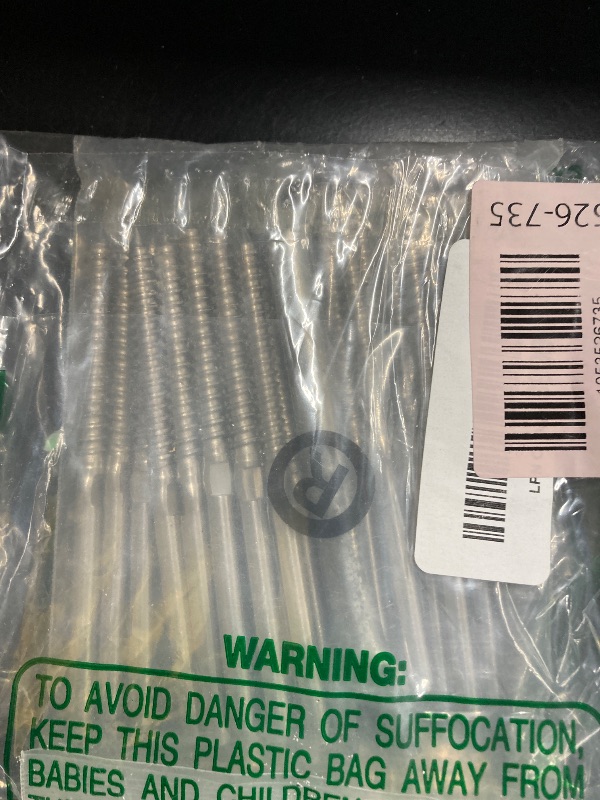 526-735
R
WARNING:
TO AVOID DANGER OF SUFFOCATION,
KEEP THIS PLASTIC BAG AWAY FROM
BABIES AND CHILDREN